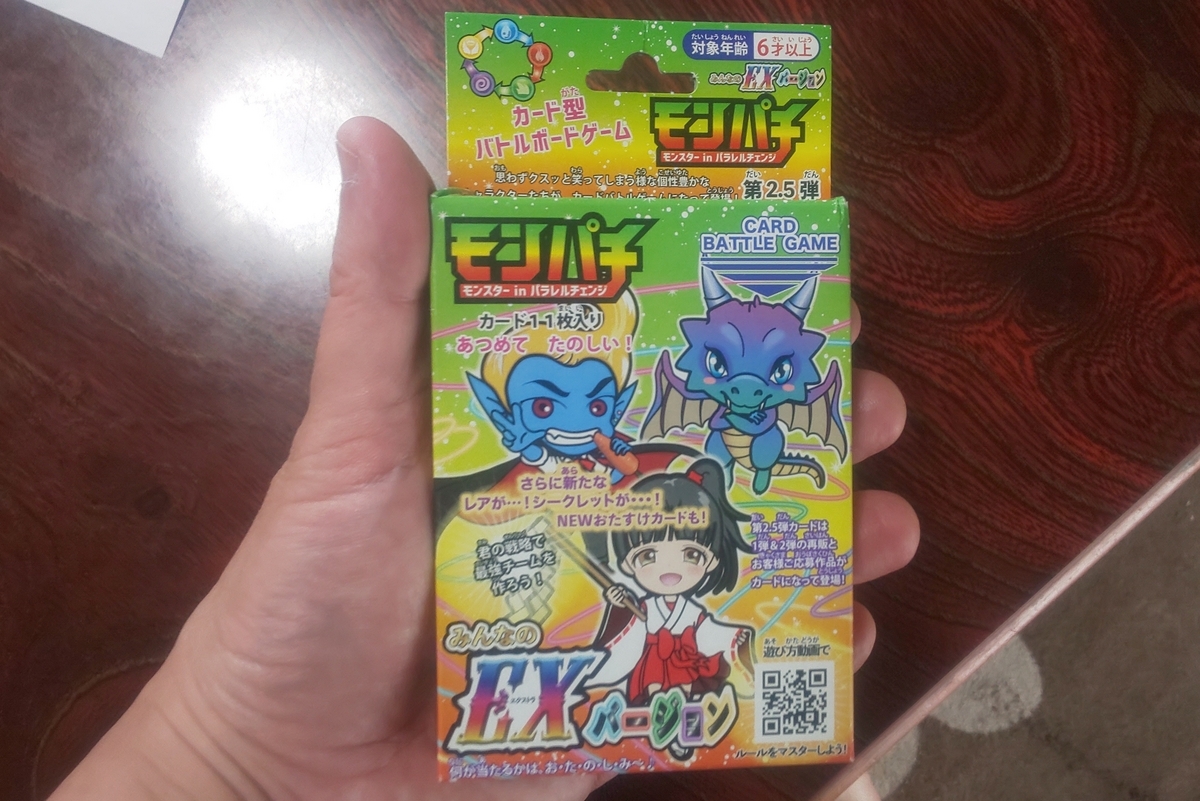 対象年齢 6才以上
みんなの EX バージョン
カード型
バトルボードゲーム
モンパチ
モンスター in パラレルチェンジ
思わずクスッと笑ってしまう様な個性豊かな
第2.5弾
モンパチ
モンスター in パラレルチェンジ
CARD
BATTLE GAME
カード11枚入り
あつめて たのしい！
さらに新たな
レアが…！シークレットが…！
NEWおたすけカードも！
君の戦略で
最強チームを
作ろう！
第2.5弾カードは
1弾＆2弾の再販と
お客様ご応募作品が
カードになって登場！
みんなの
EX
バージョン
遊び方動画で
ルールをマスターしよう！
何が当たるかは、お・た・の・し・み～♪